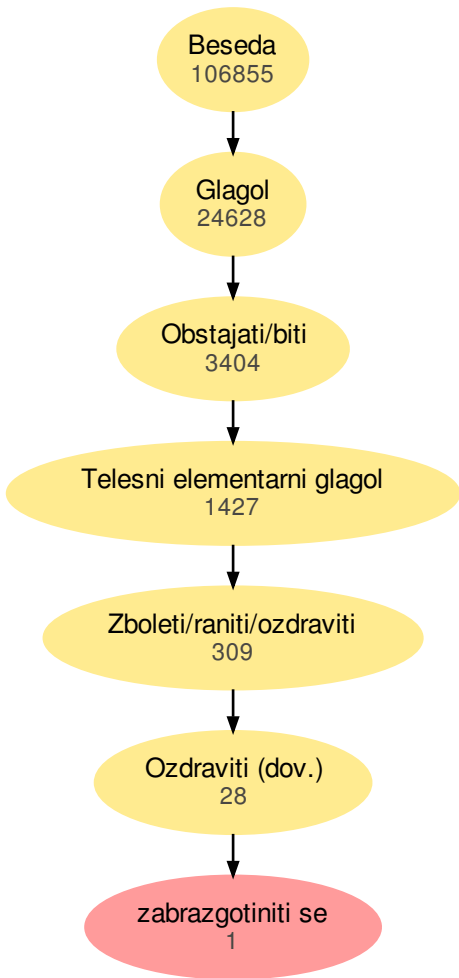 Beseda
106855
Glagol
24628
Obstajati/biti
3404
Telesni elementarni glagol
1427
Zboleti/raniti/ozdraviti
309
Ozdraviti (dov.)
28
zabrazgotiniti se
1